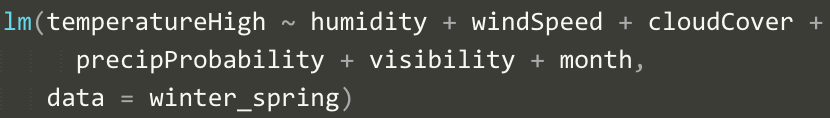 lm(temperatureHigh ~ humidity + windSpeed + cloudCover +
precipProbability + visibility + month,
data = winter_spring)